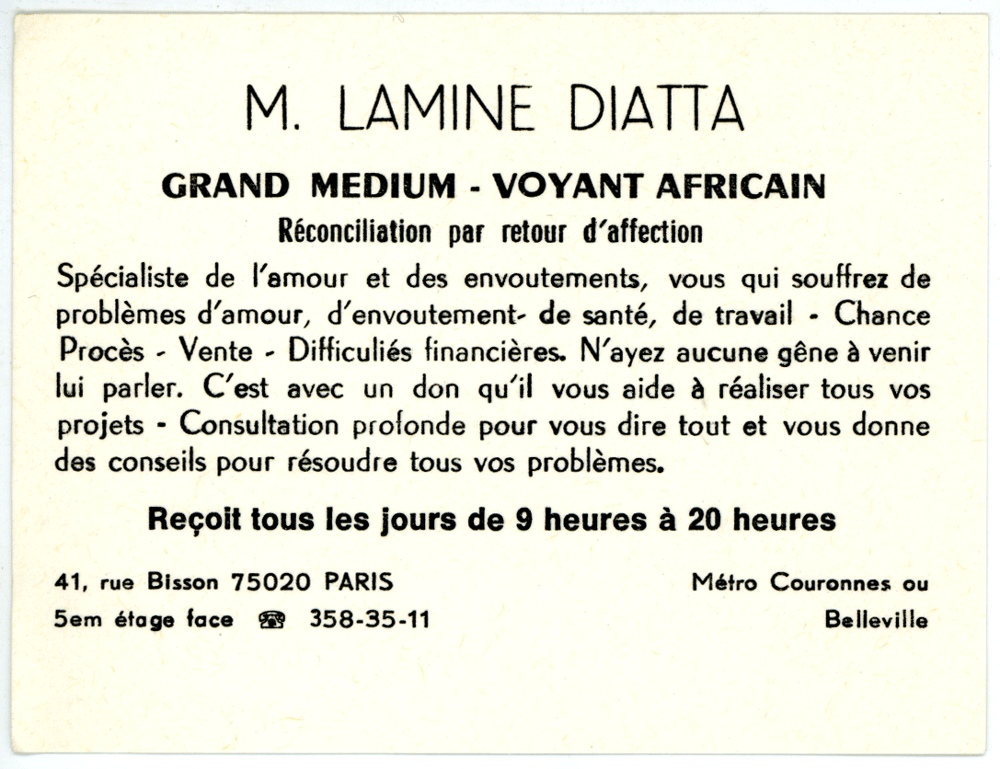 M. LAMINE DIATTA
GRAND MEDIUM - VOYANT AFRICAIN
Réconciliation par retour d'affection
Spécialiste de l'amour et des envoutements, vous qui souffrez de
problèmes d'amour, d'envoutement- de santé, de travail - Chance
Procès - Vente - Difficuliés financières. N'ayez aucune gêne à venir
lui parler. C'est avec un don qu'il vous aide à réaliser tous vos
projets - Consultation profonde pour vous dire tout et vous donne
des conseils pour résoudre tous vos problèmes.
Reçoit tous les jours de 9 heures à 20 heures
41, rue Bisson 75020 PARIS
5em étage face ☎ 358-35-11
Métro Couronnes ou
Belleville